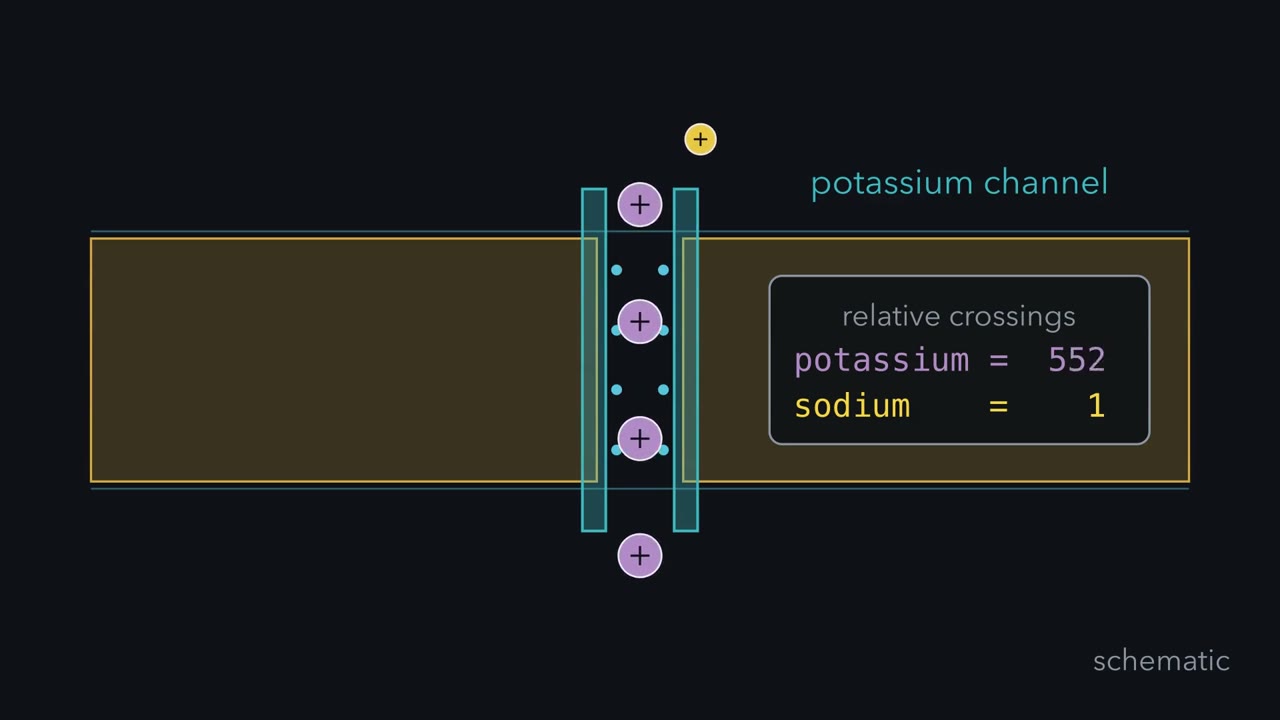 +
+
potassium channel
+
relative crossings
potassium = 552
sodium = 1
+
+
schematic